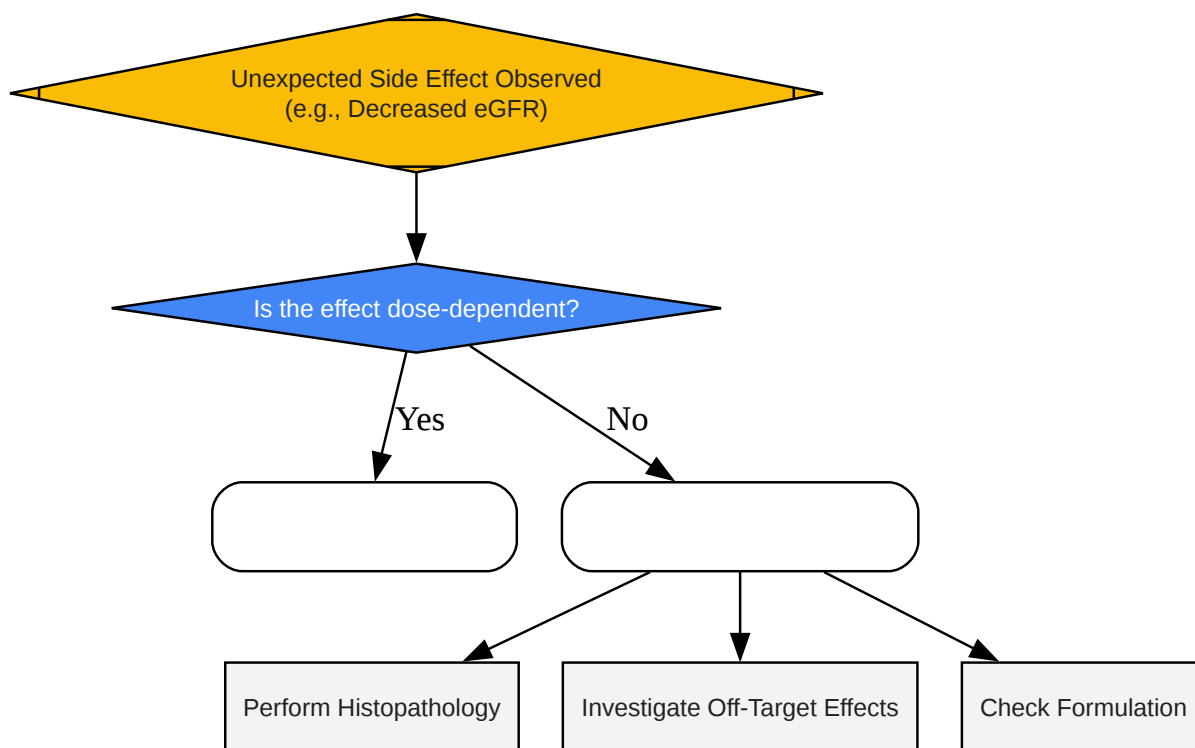 Unexpected Side Effect Observed
(e.g., Decreased eGFR)
Is the effect dose-dependent?
Yes
No
Perform Histopathology
Investigate Off-Target Effects
Check Formulation